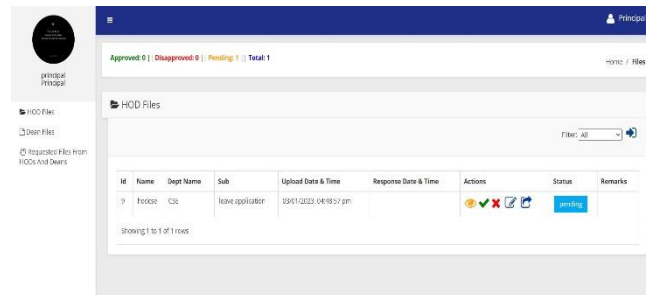 Principal
Approved: 0 || Disapproved: 0 || Pending: 1 || Total: 1
Home / Files
principal
Principal
HOD Files
Dean Files
Requested Files From
HODs And Deans
HOD Files
Filter: All
Id Name Dept Name Sub Upload Date & Time Response Date & Time Actions Status Remarks
9 hodcse CSE leave application 03/01/2023, 04:48:57 pm pending
Showing 1 to 1 of 1 rows